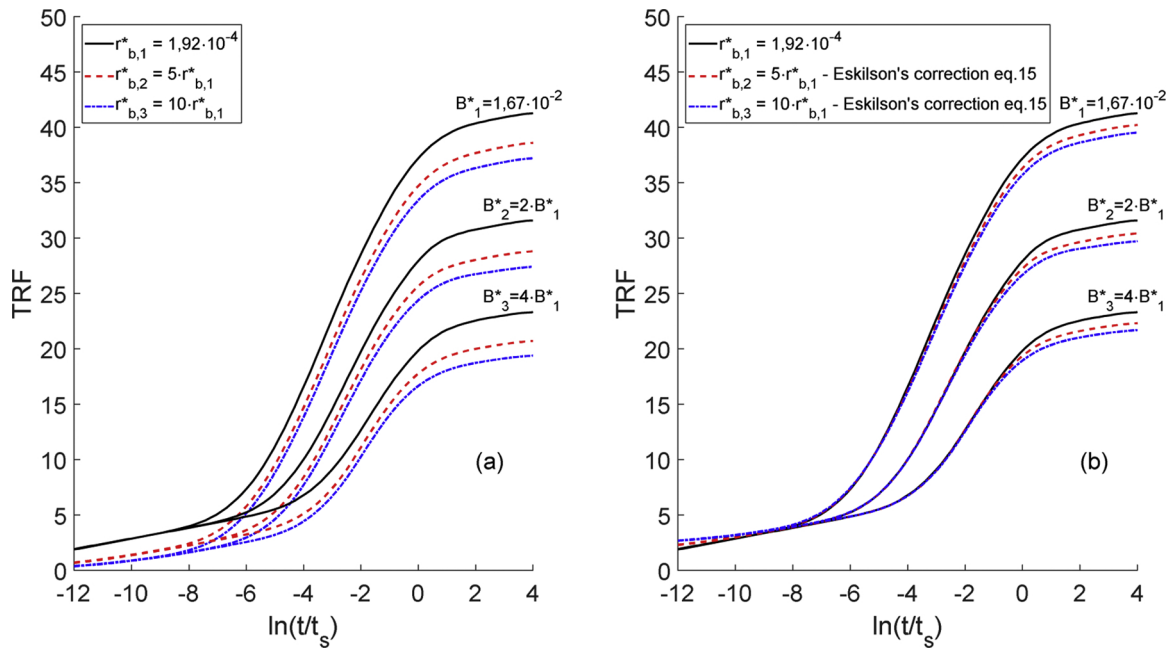 50
45
40
35
30
25
20
15
10
5
0
TRF
r*b,1 = 1,92·10-4
r*b,2 = 5·r*b,1
r*b,3 = 10·r*b,1
B*1=1,67·10-2
B*2=2·B*1
B*3=4·B*1
(a)
-12 -10 -8 -6 -4 -2 0 2 4
ln(t/ts)
50
45
40
35
30
25
20
15
10
5
0
TRF
r*b,1 = 1,92·10-4
r*b,2 = 5·r*b,1 - Eskilson's correction eq.15
r*b,3 = 10·r*b,1 - Eskilson's correction eq.15
B*1=1,67·10-2
B*2=2·B*1
B*3=4·B*1
(b)
-12 -10 -8 -6 -4 -2 0 2 4
ln(t/ts)